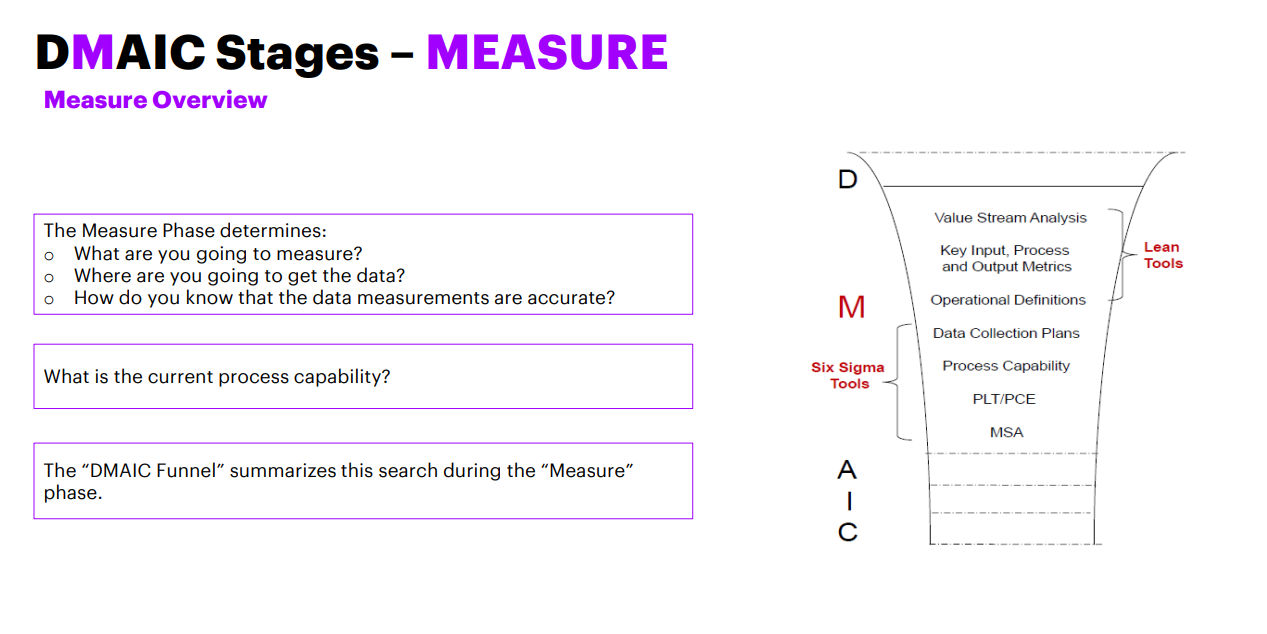 DMAIC Stages – MEASURE
Measure Overview
The Measure Phase determines:
o What are you going to measure?
o Where are you going to get the data?
o How do you know that the data measurements are accurate?
What is the current process capability?
The “DMAIC Funnel” summarizes this search during the “Measure”
phase.
D
Value Stream Analysis
Key Input, Process
and Output Metrics
Operational Definitions
Lean
Tools
M
Data Collection Plans
Process Capability
PLT/PCE
MSA
Six Sigma
Tools
A
I
C